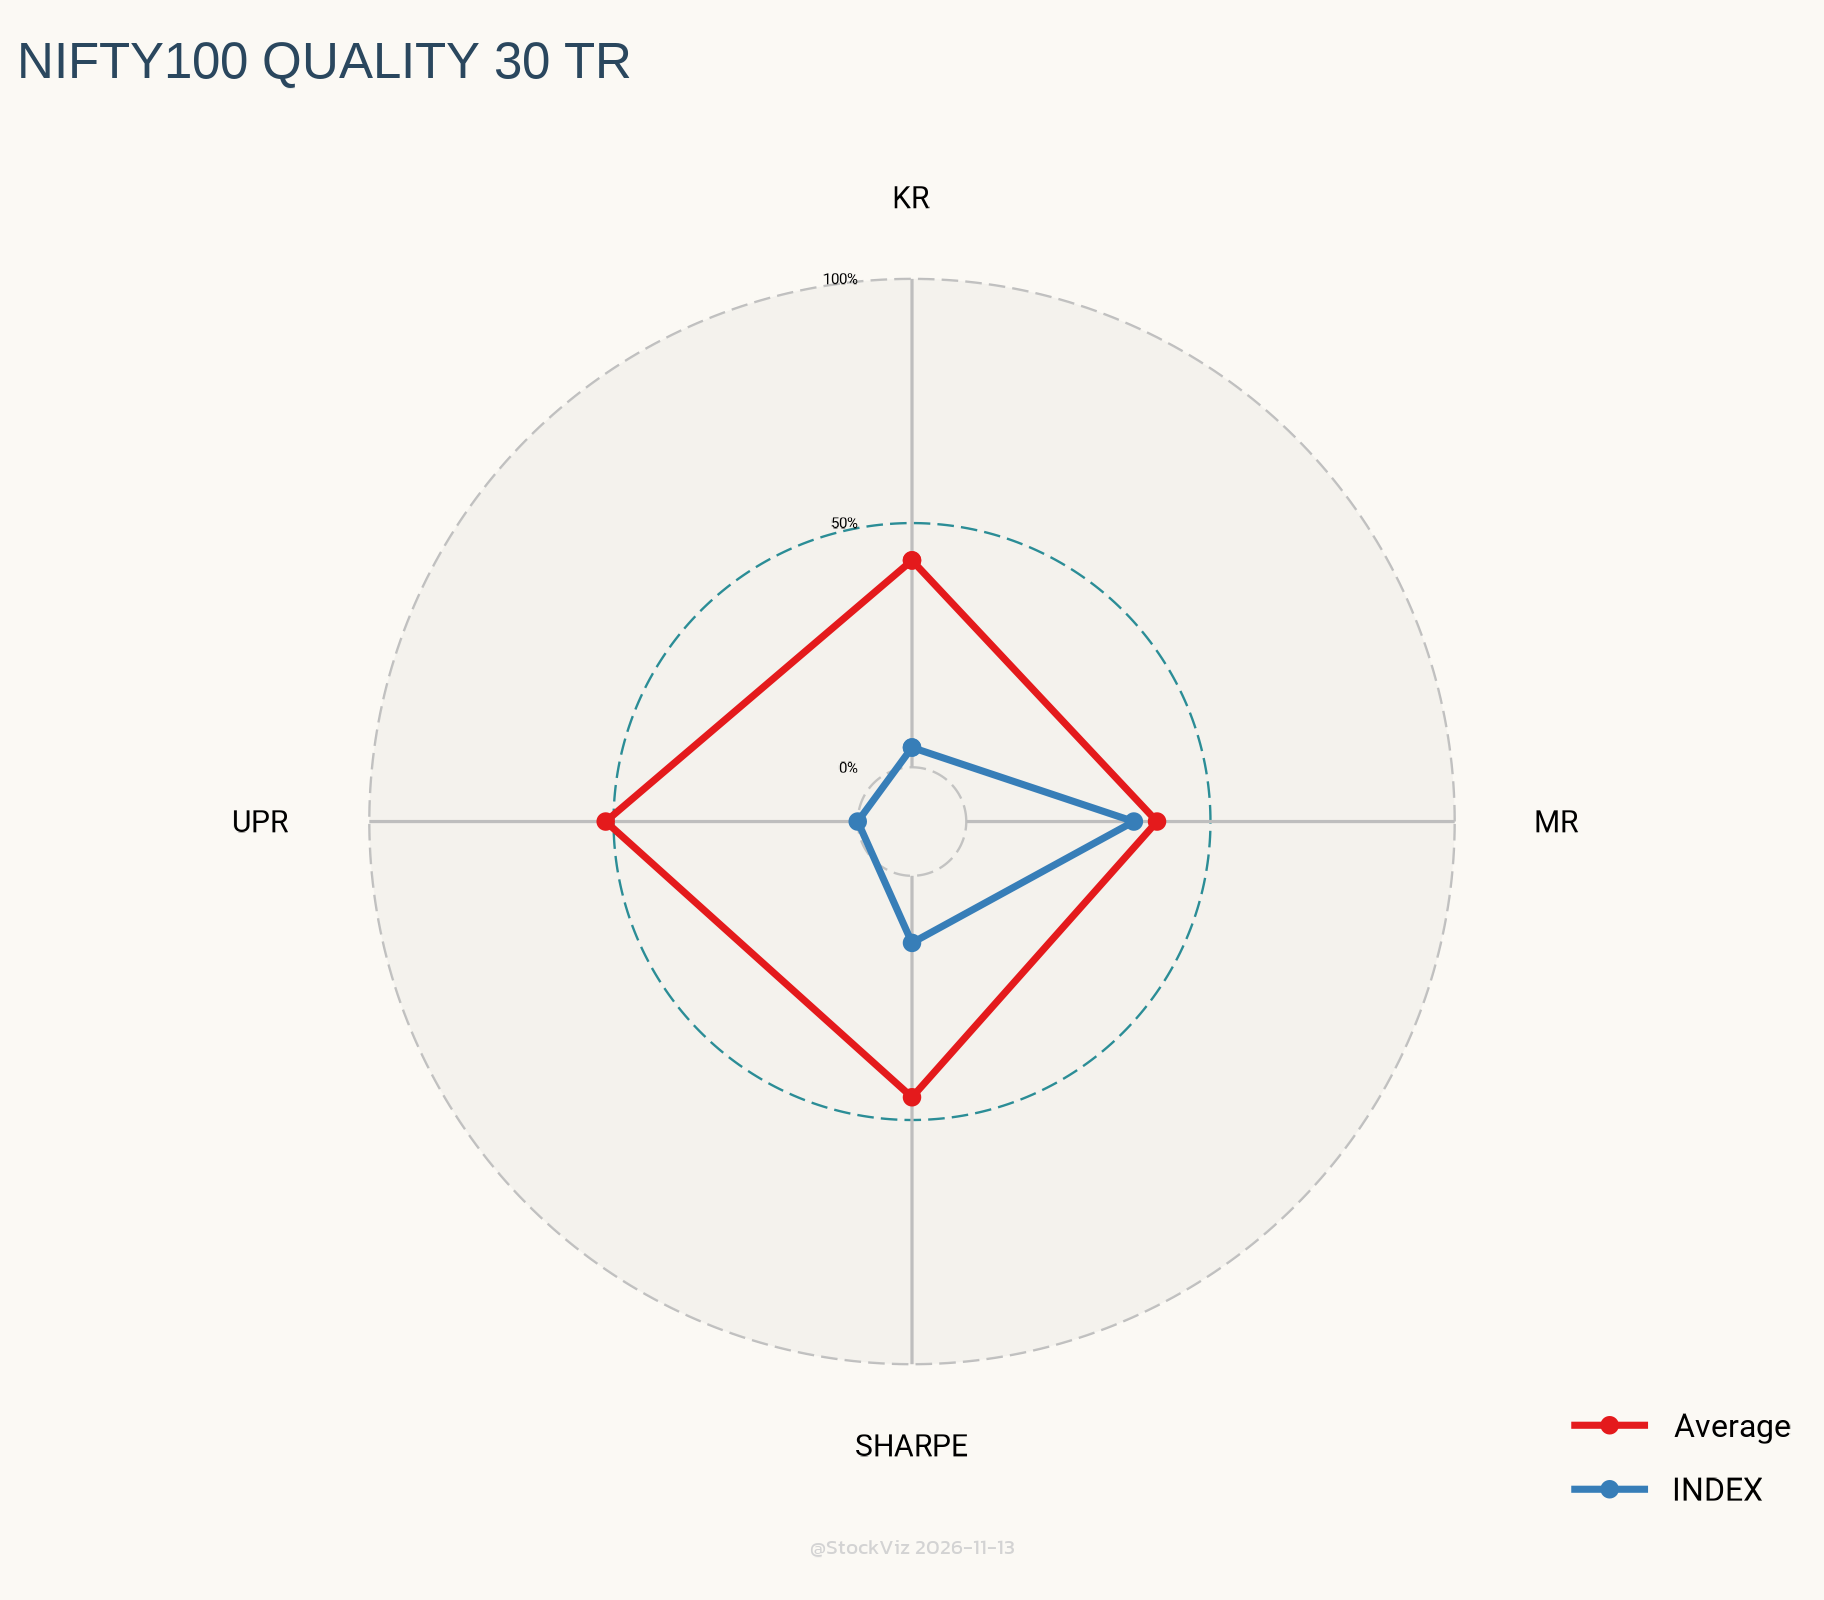 NIFTY100 QUALITY 30 TR
KR
100%
50%
0%
UPR
MR
SHARPE
Average
INDEX
@StockViz 2026-11-13